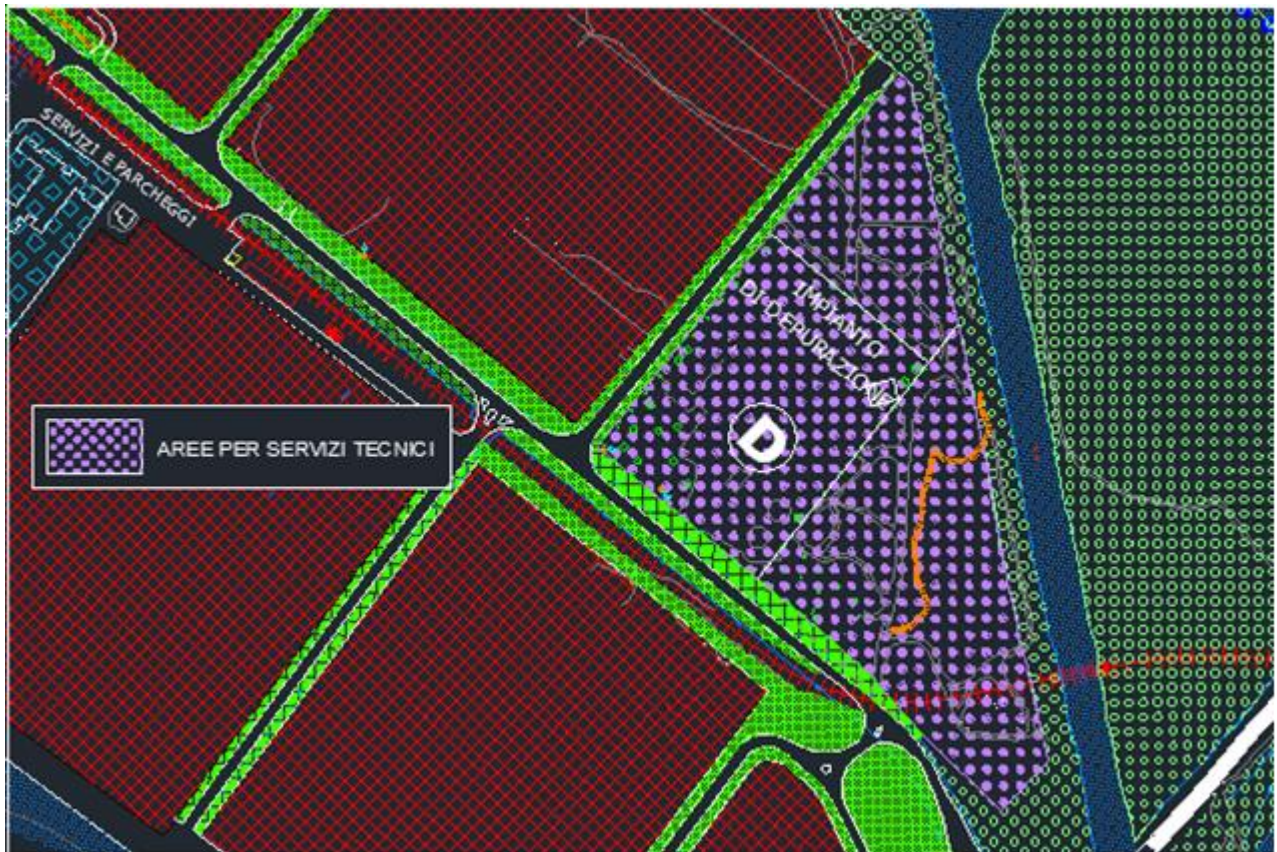 SERVIZI E PARCHEGGI
IMPIANTO
DI DEPURAZIONE
D
AREE PER SERVIZI TECNICI